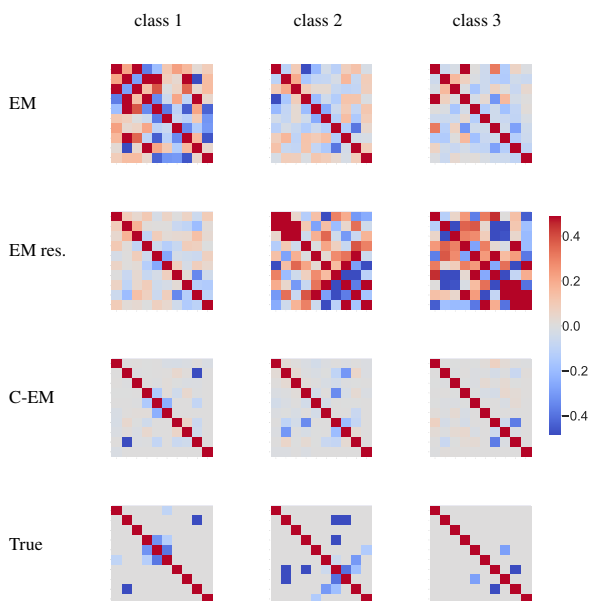 class 1 class 2 class 3
EM
EM res.
0.4
0.2
0.0
−0.2
−0.4
C-EM
True